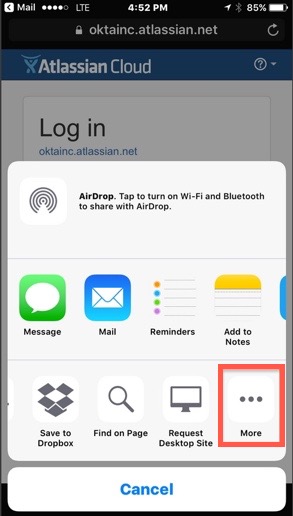 Mail 4:52 PM 85%
oktainc.atlassian.net
Atlassian Cloud
Log in
oktainc.atlassian.net
AirDrop. Tap to turn on Wi-Fi and Bluetooth
to share with AirDrop.
Message Mail Reminders Add to
Notes
Save to
Dropbox Find on Page Request
Desktop Site More
Cancel